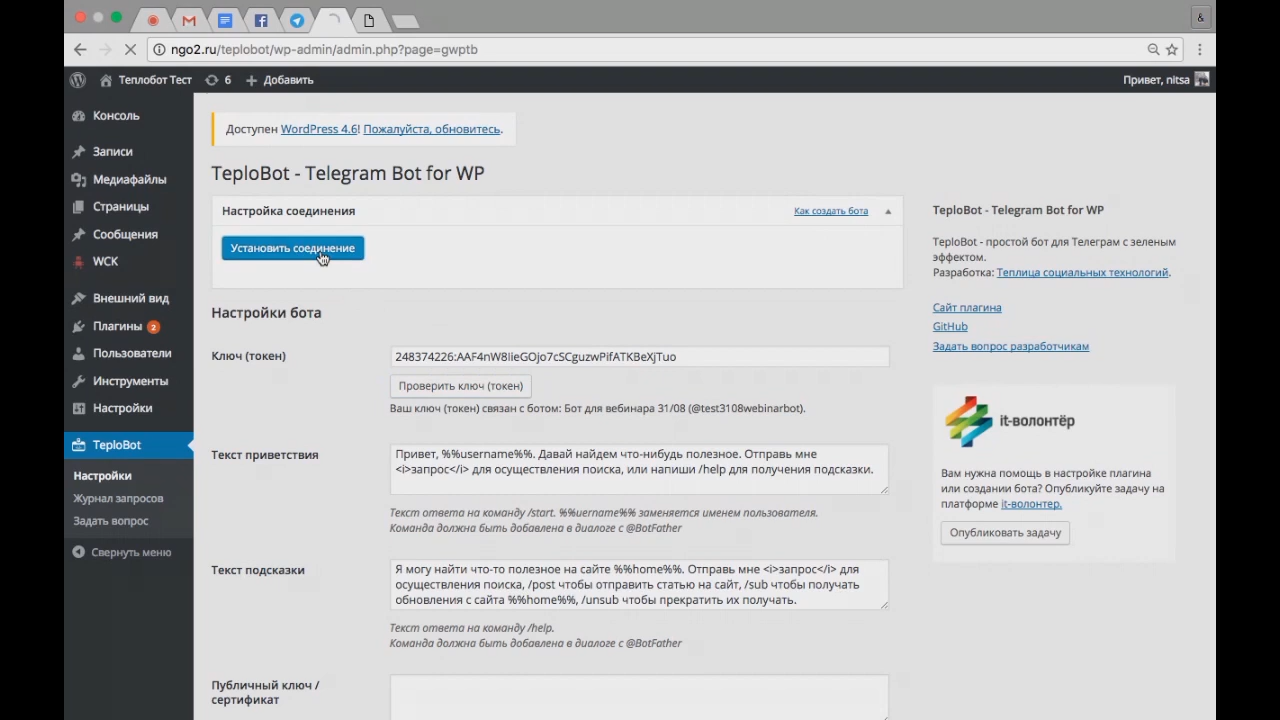 &
ngo2.ru/teplobot/wp-admin/admin.php?page=gwptb
Теплобот Тест
6
Добавить
Привет, nitsa
Консоль
Записи
Медиафайлы
Страницы
Сообщения
WCK
Внешний вид
Плагины 2
Пользователи
Инструменты
Настройки
TeploBot
Настройки
Журнал запросов
Задать вопрос
Свернуть меню
Доступен WordPress 4.6! Пожалуйста, обновитесь.
TeploBot - Telegram Bot for WP
Настройка соединения
Как создать бота
Установить соединение
Настройки бота
Ключ (токен)
248374226:AAF4nW8IieGOjo7cSCguzwPifATKBeXjTuo
Проверить ключ (токен)
Ваш ключ (токен) связан с ботом: Бот для вебинара 31/08 (@test3108webinarbot).
Текст приветствия
Привет, %%username%%. Давай найдем что-нибудь полезное. Отправь мне
<i>запрос</i> для осуществления поиска, или напиши /help для получения подсказки.
Текст ответа на команду /start. %%uername%% заменяется именем пользователя.
Команда должна быть добавлена в диалоге с @BotFather
Текст подсказки
Я могу найти что-то полезное на сайте %%home%%. Отправь мне <i>запрос</i> для
осуществления поиска, /post чтобы отправить статью на сайт, /sub чтобы получать
обновления с сайта %%home%%, /unsub чтобы прекратить их получать.
Текст ответа на команду /help.
Команда должна быть добавлена в диалоге с @BotFather
Публичный ключ /
сертификат
TeploBot - Telegram Bot for WP
TeploBot - простой бот для Телеграм с зеленым
эффектом.
Разработка: Теплица социальных технологий.
Сайт плагина
GitHub
Задать вопрос разработчикам
it-волонтёр
Вам нужна помощь в настройке плагина
или создании бота? Опубликуйте задачу на
платформе it-волонтер.
Опубликовать задачу